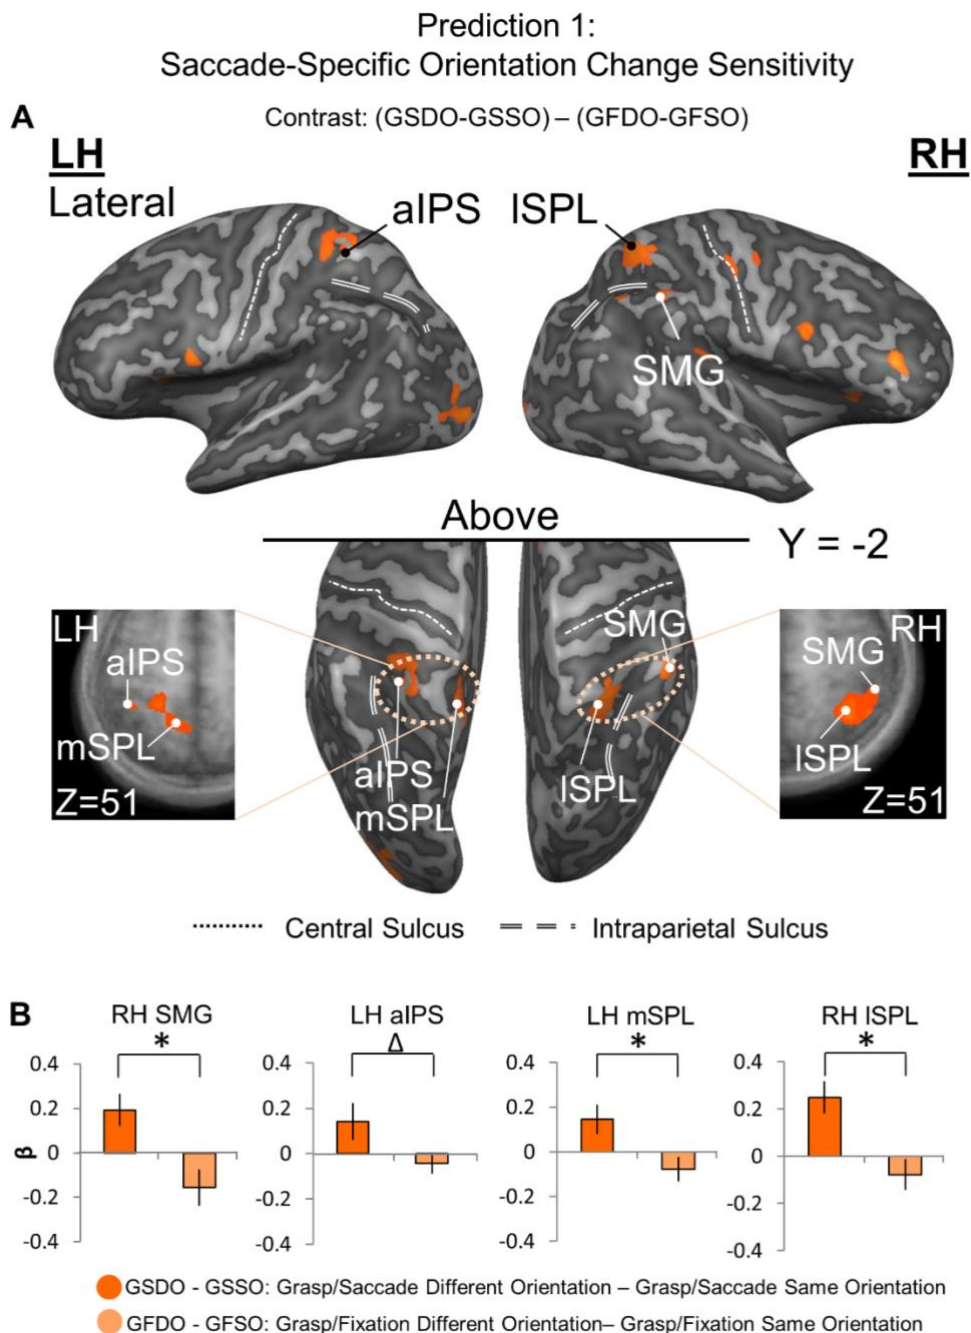 Prediction 1:
Saccade-Specific Orientation Change Sensitivity
A
Contrast: (GSDO-GSSO) – (GFDO-GFSO)
LH
RH
Lateral
aIPS
lSPL
SMG
Above
Y = -2
LH
aIPS
mSPL
Z=51
aIPS
mSPL
SMG
lSPL
RH
SMG
lSPL
Z=51
Central Sulcus
Intraparietal Sulcus
B
RH SMG
*
0.4
0.2
0
-0.2
-0.4
β
LH aIPS
Δ
0.4
0.2
0
-0.2
-0.4
LH mSPL
*
0.4
0.2
0
-0.2
-0.4
RH lSPL
*
0.4
0.2
0
-0.2
-0.4
GSDO - GSSO: Grasp/Saccade Different Orientation – Grasp/Saccade Same Orientation
GFDO - GFSO: Grasp/Fixation Different Orientation– Grasp/Fixation Same Orientation